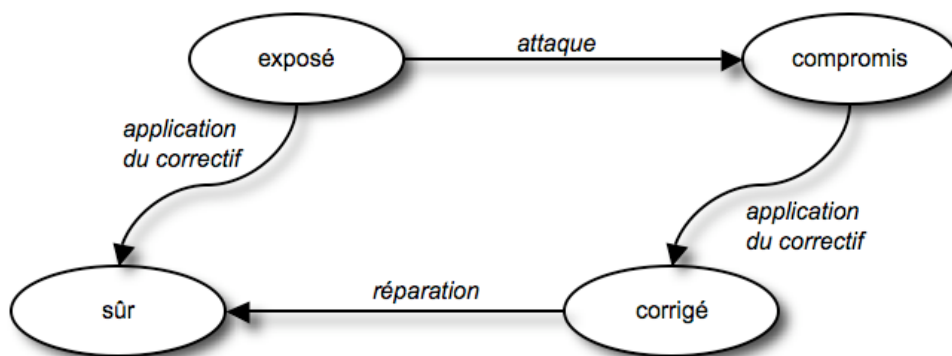 exposé
attaque
compromis
application
du correctif
application
du correctif
sûr
réparation
corrigé